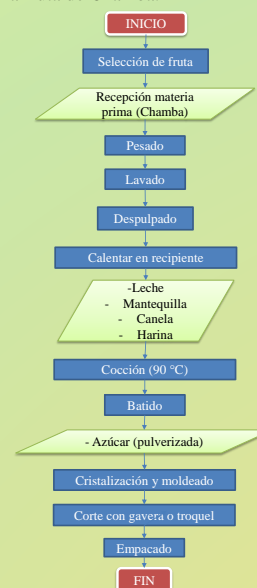 INICIO
Selección de fruta
Recepción materia
prima (Chamba)
Pesado
Lavado
Despulpado
Calentar en recipiente
-Leche
- Mantequilla
- Canela
- Harina
Cocción (90 °C)
Batido
- Azúcar (pulverizada)
Cristalización y moldeado
Corte con gavera o troquel
Empacado
FIN